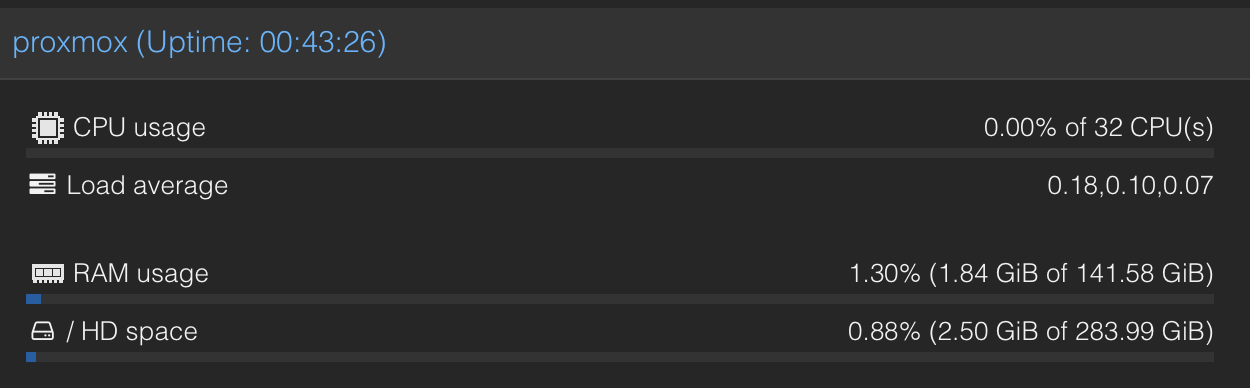 proxmox (Uptime: 00:43:26)
CPU usage 0.00% of 32 CPU(s)
Load average 0.18,0.10,0.07
RAM usage 1.30% (1.84 GiB of 141.58 GiB)
/ HD space 0.88% (2.50 GiB of 283.99 GiB)